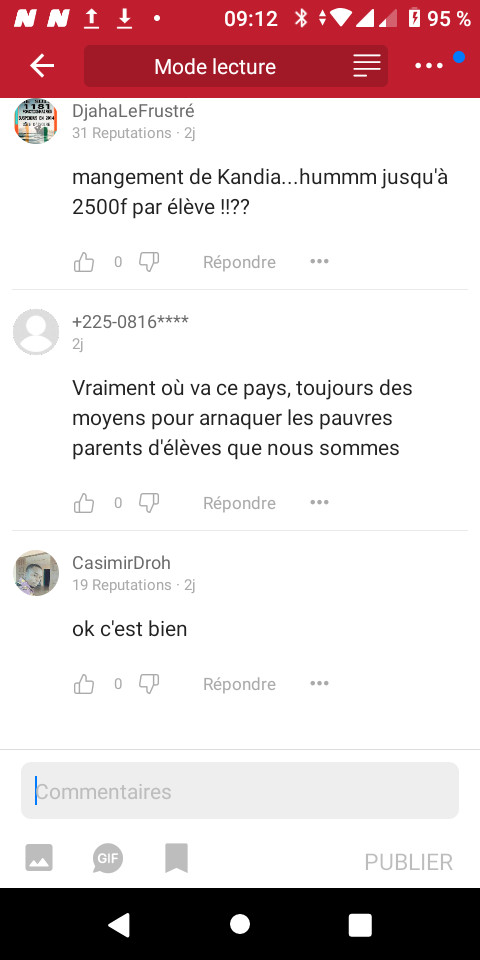 09:12
95 %
Mode lecture
1181
DjahaLeFrustré
31 Reputations · 2j
mangement de Kandia...hummm jusqu'à
2500f par élève !!??
0
Répondre
+225-0816****
2j
Vraiment où va ce pays, toujours des
moyens pour arnaquer les pauvres
parents d'élèves que nous sommes
0
Répondre
CasimirDroh
19 Reputations · 2j
ok c'est bien
0
Répondre
Commentaires
GIF
PUBLIER